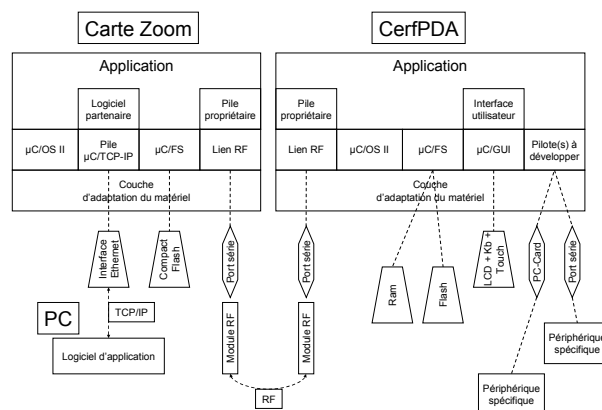 Carte Zoom
CerfPDA
Application
Application
Logiciel
partenaire
Pile
propriétaire
Pile
propriétaire
Interface
utilisateur
µC/OS II
Pile
µC/TCP-IP
µC/FS
Lien RF
Lien RF
µC/OS II
µC/FS
µC/GUI
Pilote(s) à
développer
Couche
d'adaptation du matériel
Couche
d'adaptation du matériel
Interface
Ethernet
Compact
Flash
Port série
Port série
Ram
Flash
LCD + Kb +
Touch
PC-Card
Port série
PC
TCP/IP
Logiciel d'application
Module RF
Module RF
RF
Périphérique
spécifique
Périphérique
spécifique